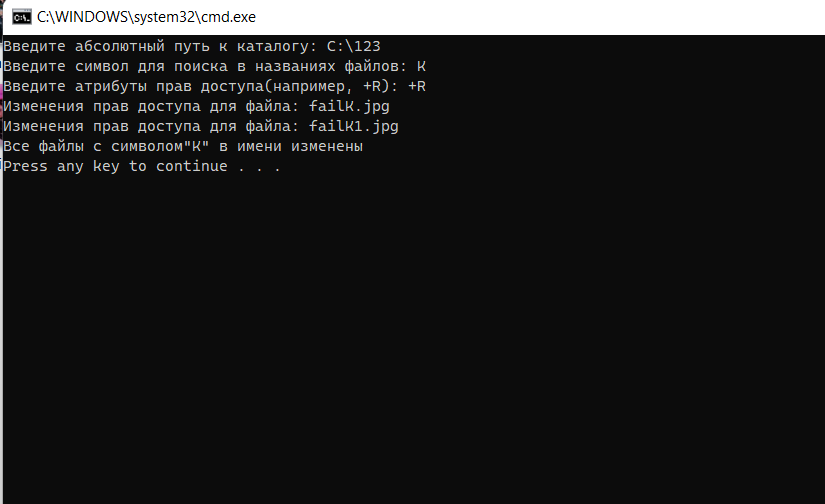 C:\WINDOWS\system32\cmd.exe
Введите абсолютный путь к каталогу: C:\123
Введите символ для поиска в названиях файлов: К
Введите атрибуты прав доступа(например, +R): +R
Изменения прав доступа для файла: failK.jpg
Изменения прав доступа для файла: failK1.jpg
Все файлы с символом"К" в имени изменены
Press any key to continue . . .